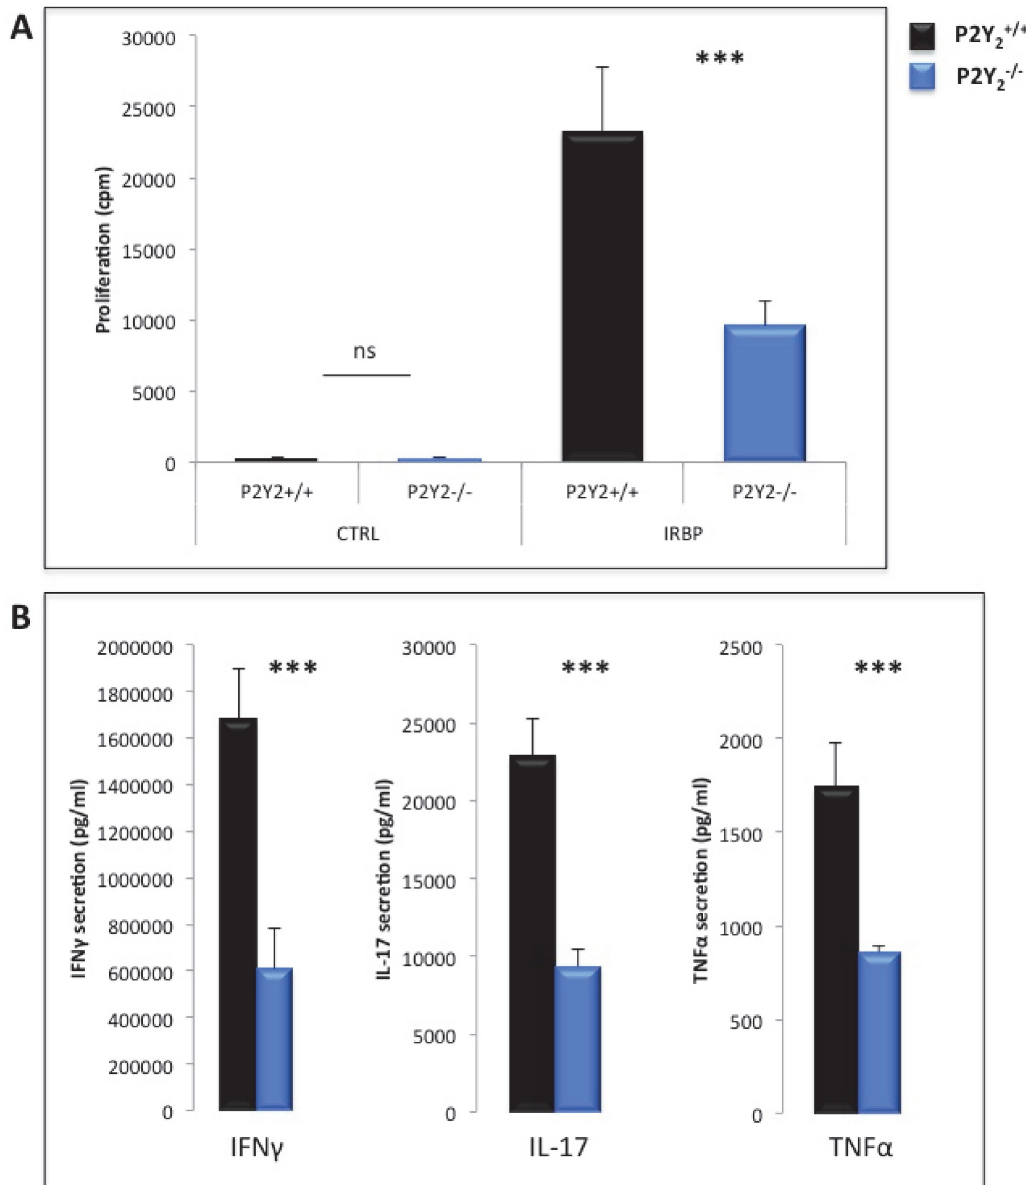 A
P2Y2+/+
P2Y2-/-
30000
***
25000
20000
15000
10000
5000
0
Proliferation (cpm)
ns
P2Y2+/+ P2Y2-/- P2Y2+/+ P2Y2-/-
CTRL IRBP
B
2000000
1800000
1600000
1400000
1200000
1000000
800000
600000
400000
200000
0
IFNγ secretion (pg/ml)
***
IFNγ
30000
25000
20000
15000
10000
5000
0
IL-17 secretion (pg/ml)
***
IL-17
2500
2000
1500
1000
500
0
TNFα secretion (pg/ml)
***
TNFα